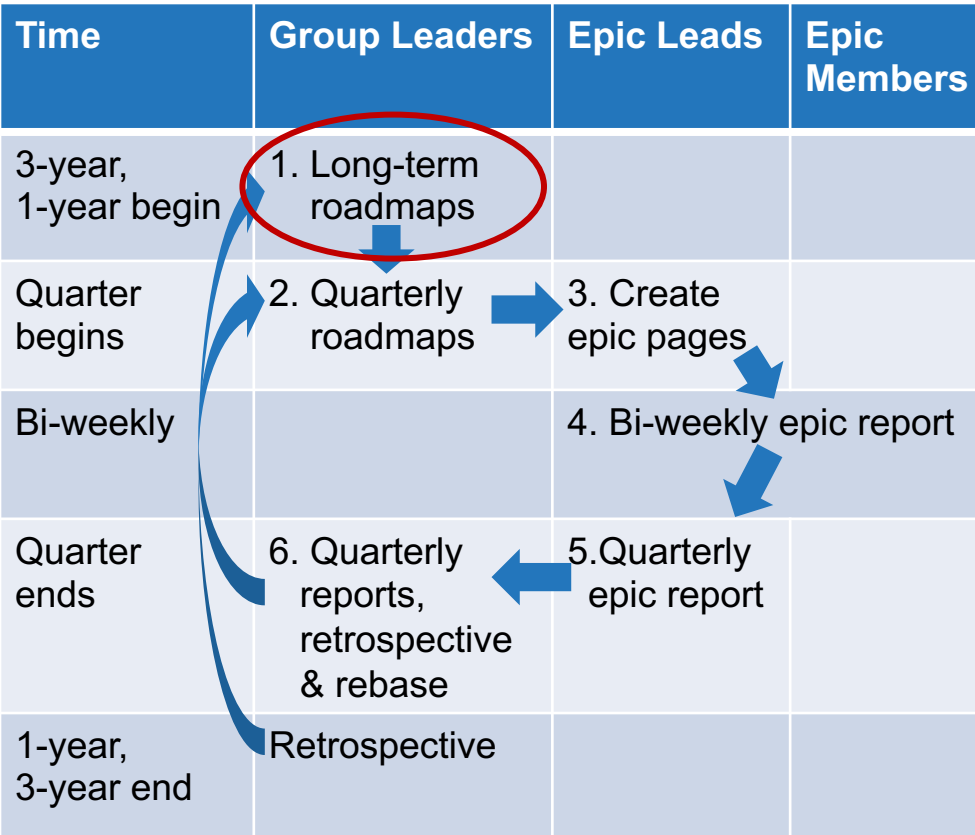 Time
Group Leaders
Epic Leads
Epic
Members
3-year,
1-year begin
1. Long-term
roadmaps
Quarter
begins
2. Quarterly
roadmaps
3. Create
epic pages
Bi-weekly
4. Bi-weekly epic report
Quarter
ends
6. Quarterly
reports,
retrospective
& rebase
5.Quarterly
epic report
1-year,
3-year end
Retrospective